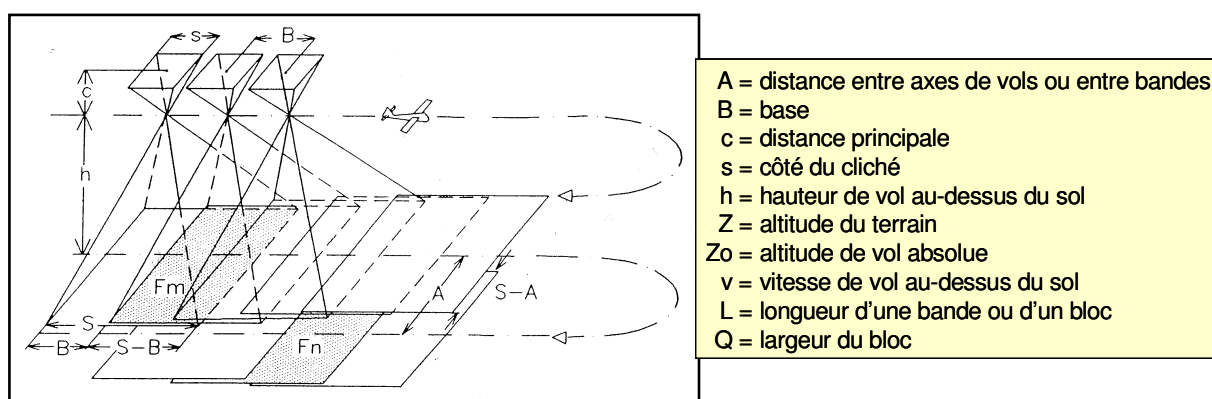 s
B
c
h
Fm
A
S-A
S
B
S-B
Fn
A = distance entre axes de vols ou entre bandes
B = base
c = distance principale
s = côté du cliché
h = hauteur de vol au-dessus du sol
Z = altitude du terrain
Zo = altitude de vol absolue
v = vitesse de vol au-dessus du sol
L = longueur d'une bande ou d'un bloc
Q = largeur du bloc